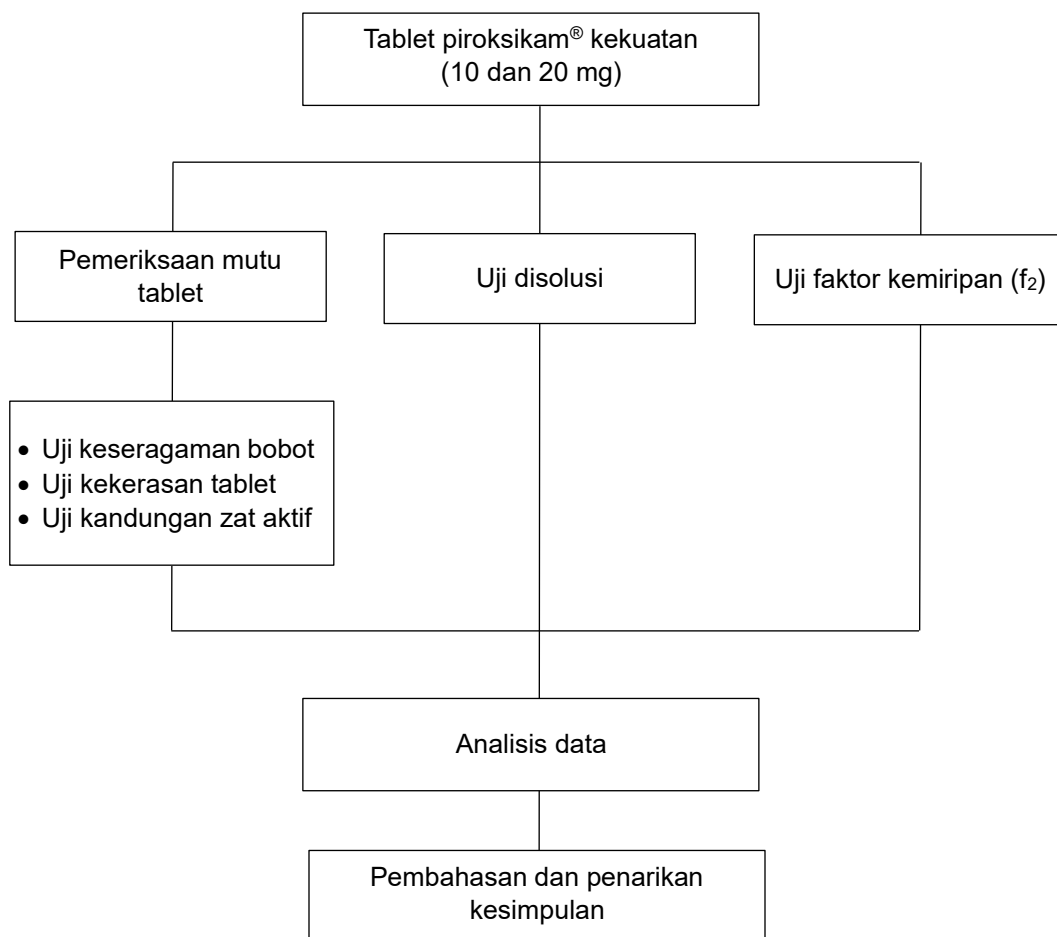 Tablet piroksikam® kekuatan
(10 dan 20 mg)
Pemeriksaan mutu
tablet
Uji disolusi
Uji faktor kemiripan (f₂)
• Uji keseragaman bobot
• Uji kekerasan tablet
• Uji kandungan zat aktif
Analisis data
Pembahasan dan penarikan
kesimpulan